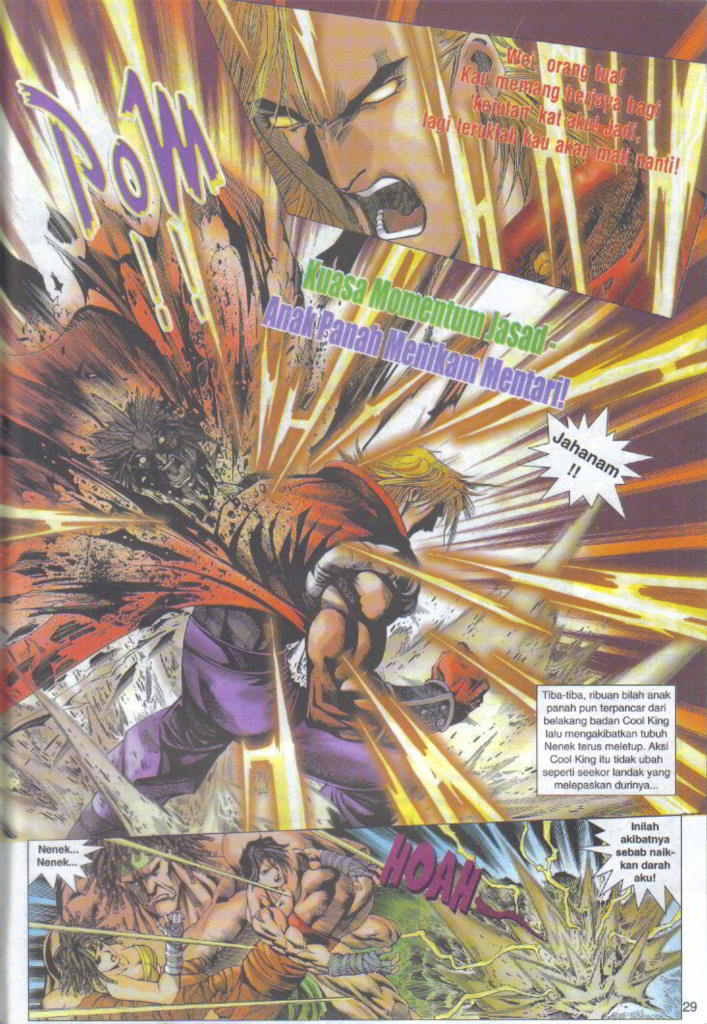 Wei, orang tua!
Kau memang berjaya bagi
'kerutan' kat aku! Jadi,
lagi teruklah kau akan mati nanti!
POM
!!
Kuasa Momentum Jasad -
Anak Panah Menikam Mentari!
Jahanam
!!
Tiba-tiba, ribuan bilah anak
panah pun terpancar dari
belakang badan Cool King
lalu mengakibatkan tubuh
Nenek terus meletup. Aksi
Cool King itu tidak ubah
seperti seekor landak yang
melepaskan durinya...
Nenek...
Nenek...
HOAH
Inilah
akibatnya
sebab naik-
kan darah
aku!
29